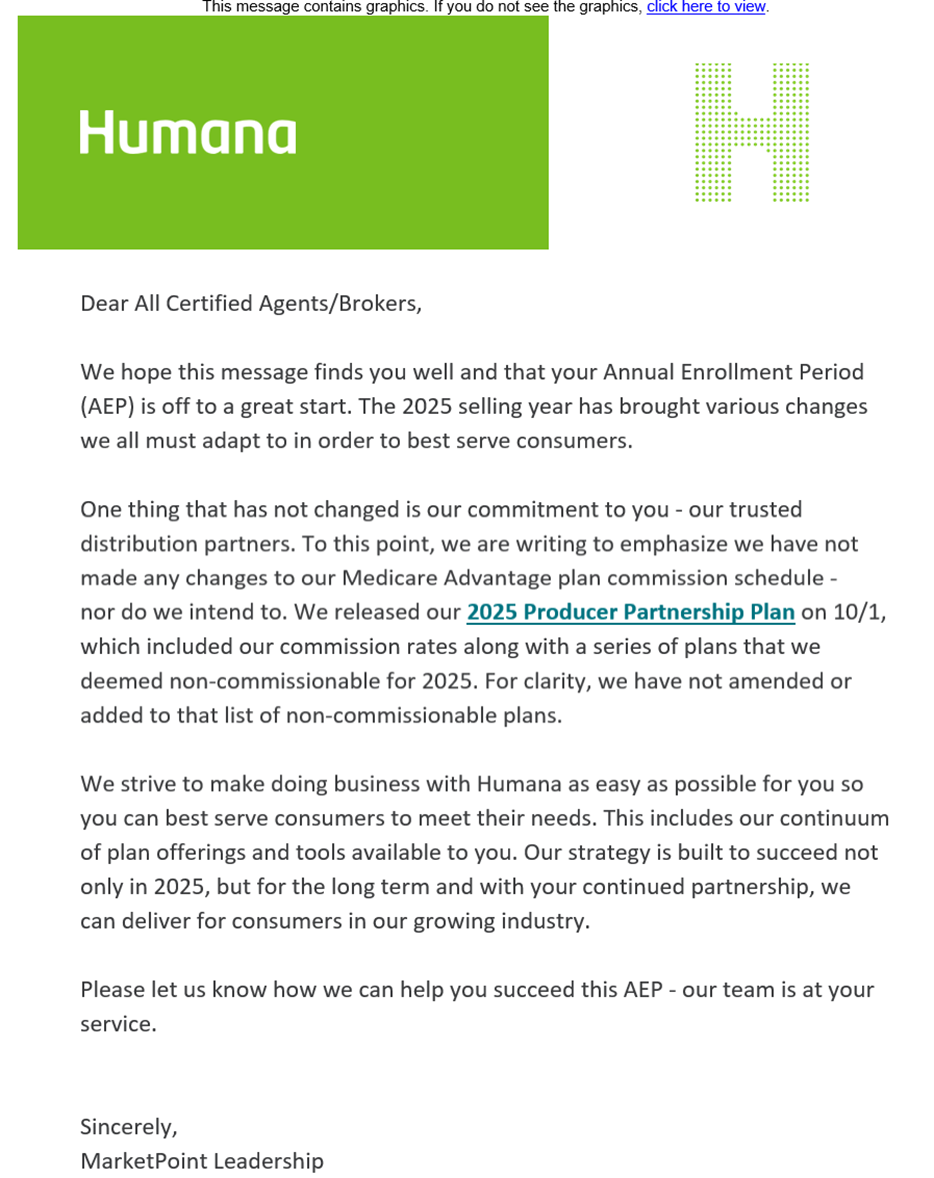 This message contains graphics. If you do not see the graphics, click here to view.
Humana
H
Dear All Certified Agents/Brokers,
We hope this message finds you well and that your Annual Enrollment Period
(AEP) is off to a great start. The 2025 selling year has brought various changes
we all must adapt to in order to best serve consumers.
One thing that has not changed is our commitment to you - our trusted
distribution partners. To this point, we are writing to emphasize we have not
made any changes to our Medicare Advantage plan commission schedule -
nor do we intend to. We released our 2025 Producer Partnership Plan on 10/1,
which included our commission rates along with a series of plans that we
deemed non-commissionable for 2025. For clarity, we have not amended or
added to that list of non-commissionable plans.
We strive to make doing business with Humana as easy as possible for you so
you can best serve consumers to meet their needs. This includes our continuum
of plan offerings and tools available to you. Our strategy is built to succeed not
only in 2025, but for the long term and with your continued partnership, we
can deliver for consumers in our growing industry.
Please let us know how we can help you succeed this AEP - our team is at your
service.
Sincerely,
MarketPoint Leadership